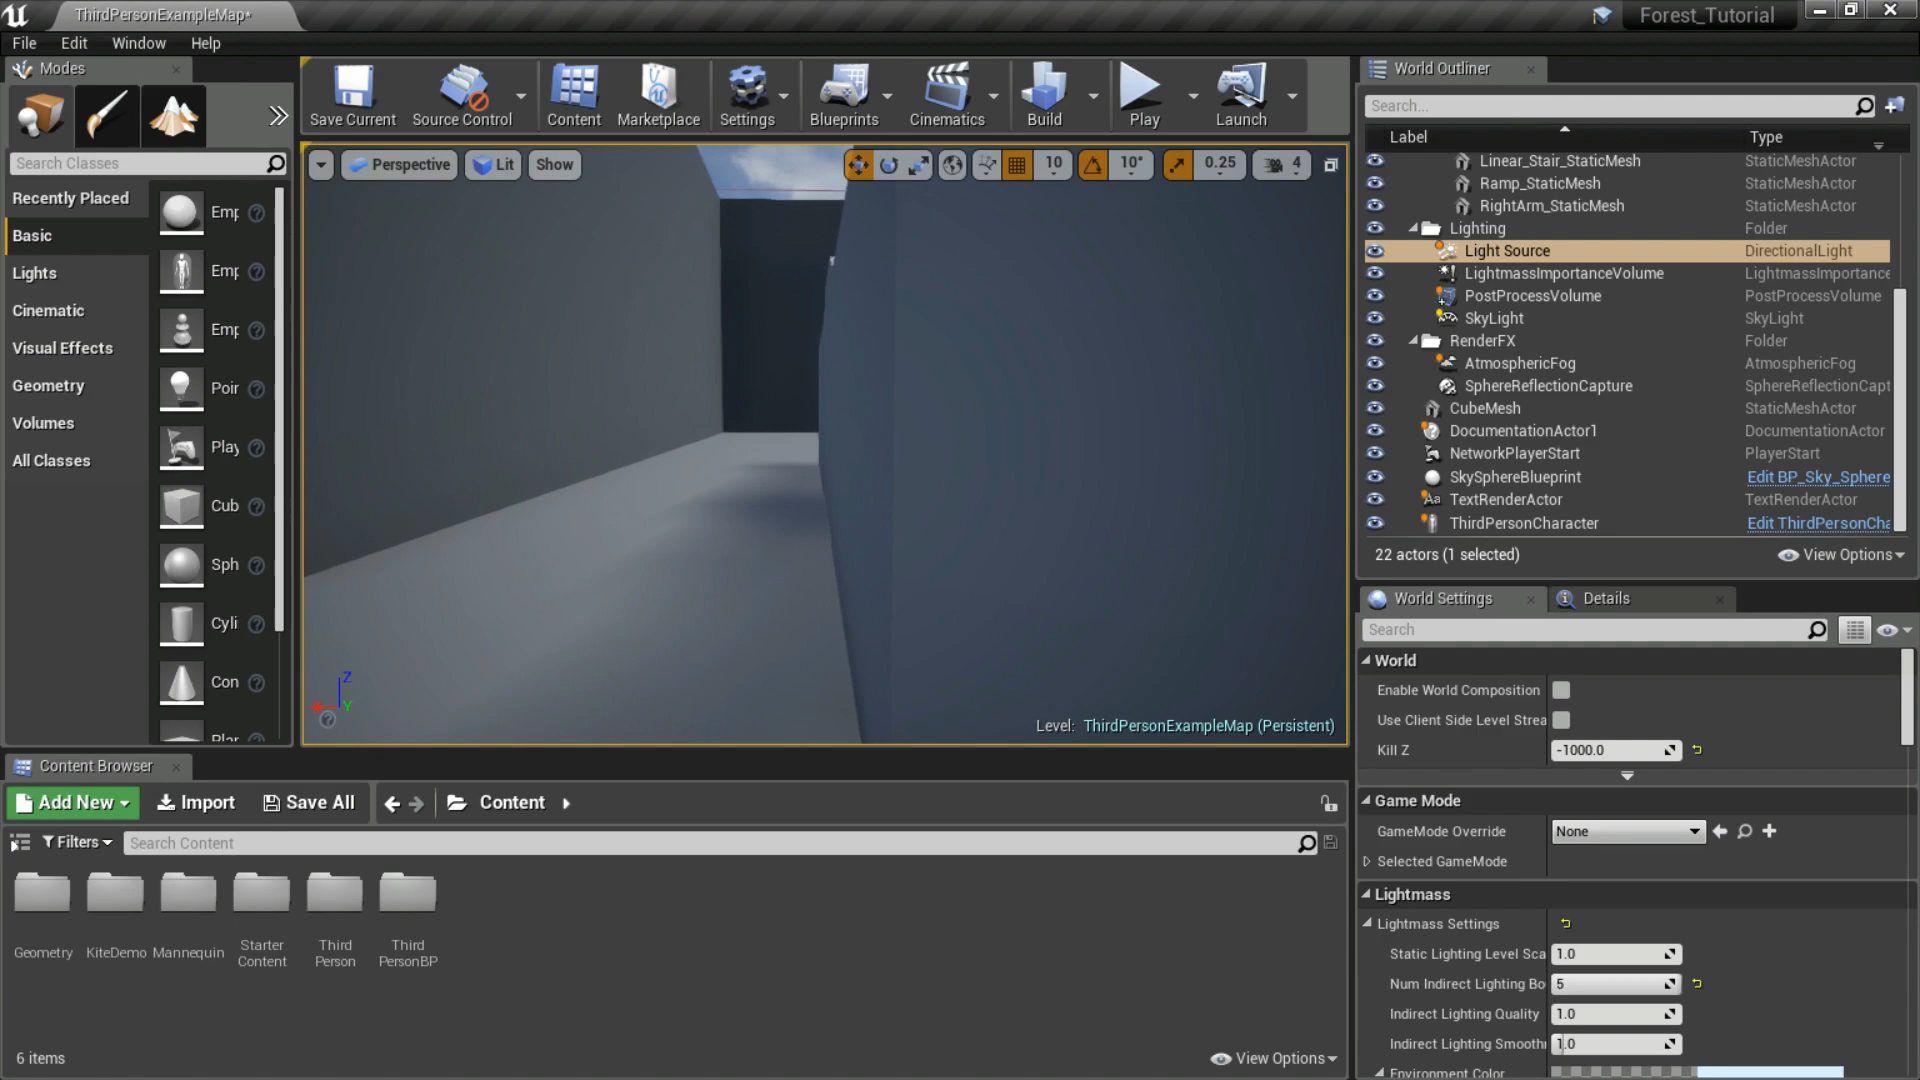 ThirdPersonExampleMap*
Forest_Tutorial
File Edit Window Help
Modes
Search Classes
Recently Placed
Basic
Lights
Cinematic
Visual Effects
Geometry
Volumes
All Classes
Emp
Emp
Emp
Poin
Play
Cub
Sph
Cyli
Con
Plan
Save Current
Source Control
Content
Marketplace
Settings
Blueprints
Cinematics
Build
Play
Launch
Perspective Lit Show
10 10° 0.25 4
Z
Y
Level: ThirdPersonExampleMap (Persistent)
World Outliner
Search...
Label Type
Linear_Stair_StaticMesh StaticMeshActor
Ramp_StaticMesh StaticMeshActor
RightArm_StaticMesh StaticMeshActor
Lighting Folder
Light Source DirectionalLight
LightmassImportanceVolume LightmassImportance
PostProcessVolume PostProcessVolume
SkyLight SkyLight
RenderFX Folder
AtmosphericFog AtmosphericFog
SphereReflectionCapture SphereReflectionCapt
CubeMesh StaticMeshActor
DocumentationActor1 DocumentationActor
NetworkPlayerStart PlayerStart
SkySphereBlueprint Edit BP_Sky_Sphere
TextRenderActor TextRenderActor
ThirdPersonCharacter Edit ThirdPersonCha
22 actors (1 selected)
View Options
World Settings
Details
Search
World
Enable World Composition
Use Client Side Level Strea
Kill Z -1000.0
Game Mode
GameMode Override None
Selected GameMode
Lightmass
Lightmass Settings
Static Lighting Level Sca 1.0
Num Indirect Lighting Bo 5
Indirect Lighting Quality 1.0
Indirect Lighting Smooth 1.0
Environment Color
Content Browser
Add New Import Save All Content
Filters Search Content
Geometry
KiteDemo
Mannequin
Starter
Content
Third
Person
Third
PersonBP
6 items
View Options